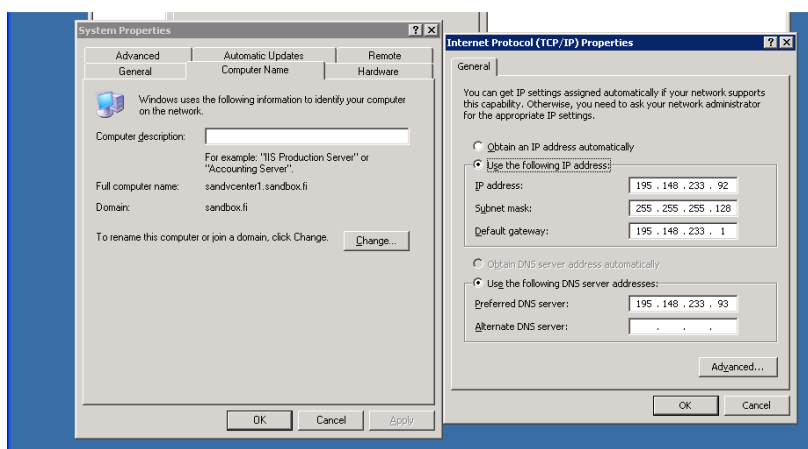 System Properties
Advanced
Automatic Updates
Remote
General
Computer Name
Hardware
Windows uses the following information to identify your computer
on the network.
Computer description:
For example: "IIS Production Server" or
"Accounting Server".
Full computer name:
sandvcenter1.sandbox.fi
Domain:
sandbox.fi
To rename this computer or join a domain, click Change.
Change...
OK
Cancel
Apply
Internet Protocol (TCP/IP) Properties
General
You can get IP settings assigned automatically if your network supports
this capability. Otherwise, you need to ask your network administrator
for the appropriate IP settings.
Obtain an IP address automatically
Use the following IP address:
IP address:
195 . 148 . 233 . 92
Subnet mask:
255 . 255 . 255 . 128
Default gateway:
195 . 148 . 233 . 1
Obtain DNS server address automatically
Use the following DNS server addresses:
Preferred DNS server:
195 . 148 . 233 . 93
Alternate DNS server:
. . .
Advanced...
OK
Cancel